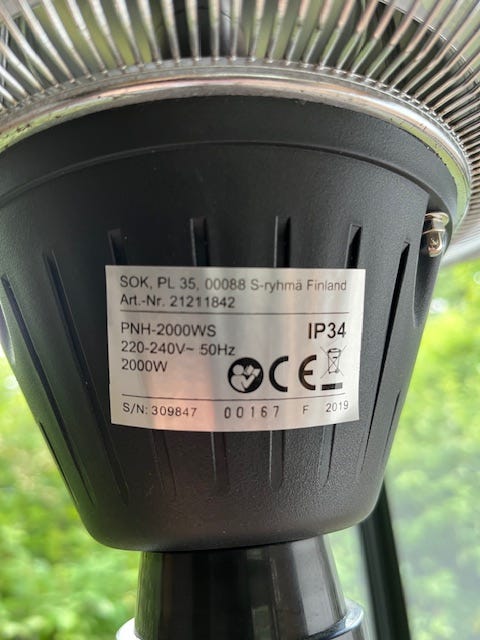 SOK, PL 35, 00088 S-ryhmä Finland
Art.-Nr. 21211842
PNH-2000WS
IP34
220-240V~ 50Hz
2000W
CE
S/N: 309847 00167 F 2019